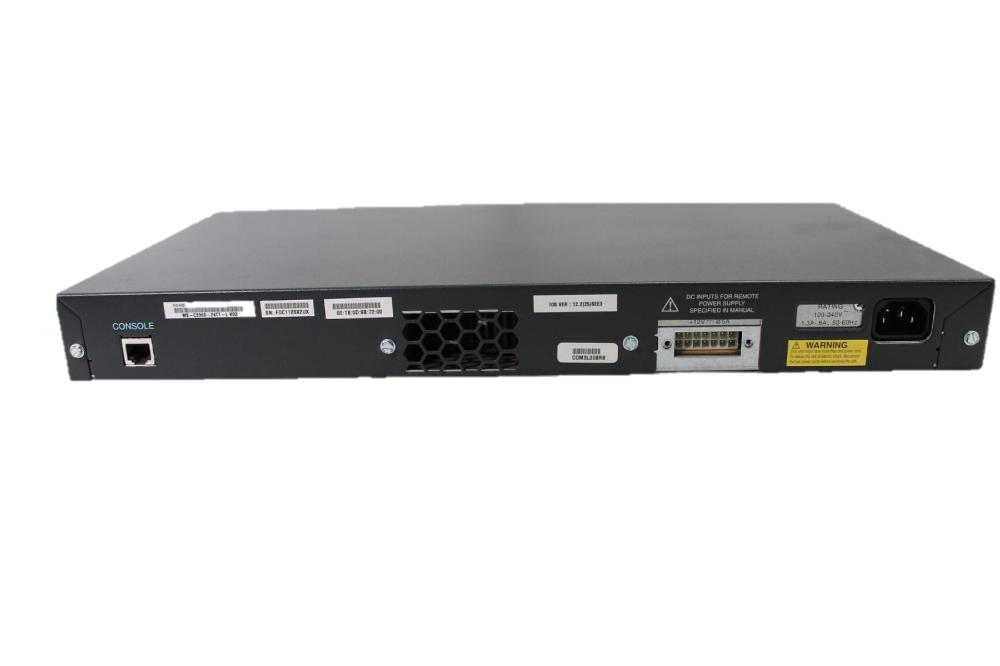 CONSOLE
PID VID
WS-C2960-24TT-L V03
SN: FOC1128X2UX
00:1B:0D:9B:72:00
IOS VER : 12.2(25)SEE3
COM3L00BRB
DC INPUTS FOR REMOTE
POWER SUPPLY
SPECIFIED IN MANUAL
+12V @5A
RATING
100-240V ~
1.3A-.8A, 50-60Hz
WARNING
This unit might have more than one power cord.
To reduce the risk of electric shock, disconnect
the two power cords before servicing the unit.